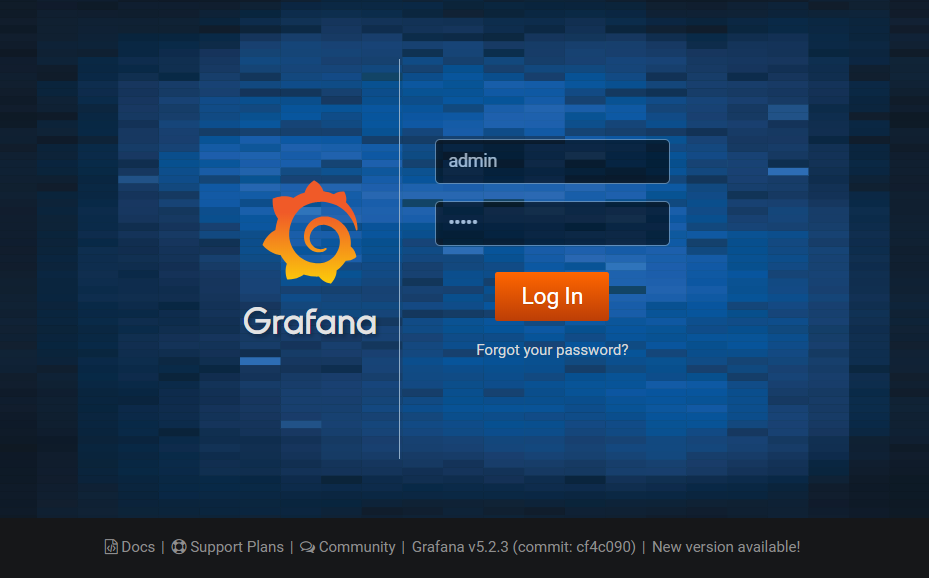 admin
•••••
Log In
Forgot your password?
Grafana
Docs | Support Plans | Community | Grafana v5.2.3 (commit: cf4c090) | New version available!